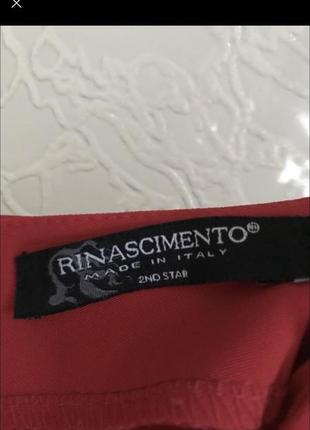 RINASCIMENTO®
MADE IN ITALY
2ND STAR